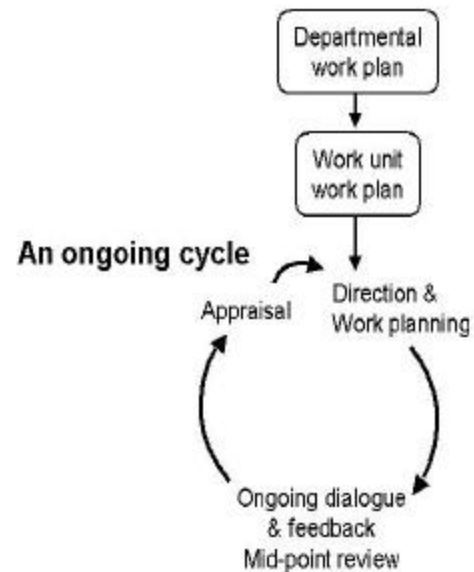 Departmental
work plan
Work unit
work plan
An ongoing cycle
Appraisal
Direction &
Work planning
Ongoing dialogue
& feedback
Mid-point review